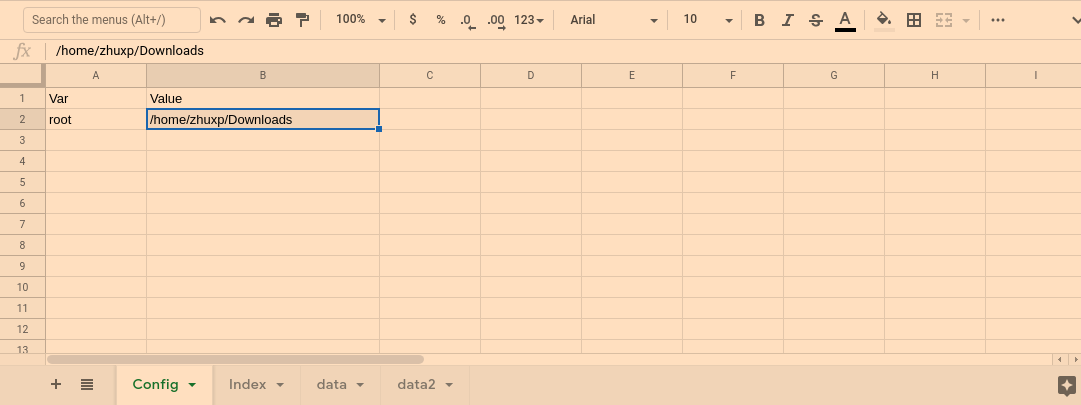 Search the menus (Alt+/) 100% $ % .0 .00 123 Arial 10 B I S A
fx /home/zhuxp/Downloads
A B C D E F G H I
1 Var Value
2 root /home/zhuxp/Downloads
3
4
5
6
7
8
9
10
11
12
13
+ Config Index data data2